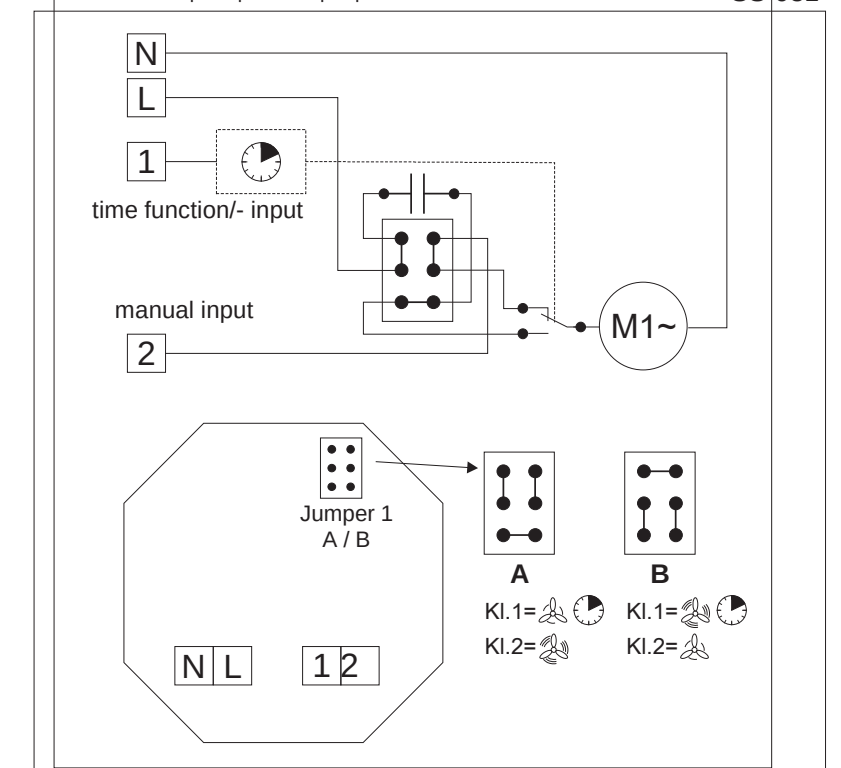 N
L
1
time function/- input
manual input
2
M1~
Jumper 1
A / B
A
B
Kl.1=
Kl.1=
Kl.2=
Kl.2=
N L
1 2